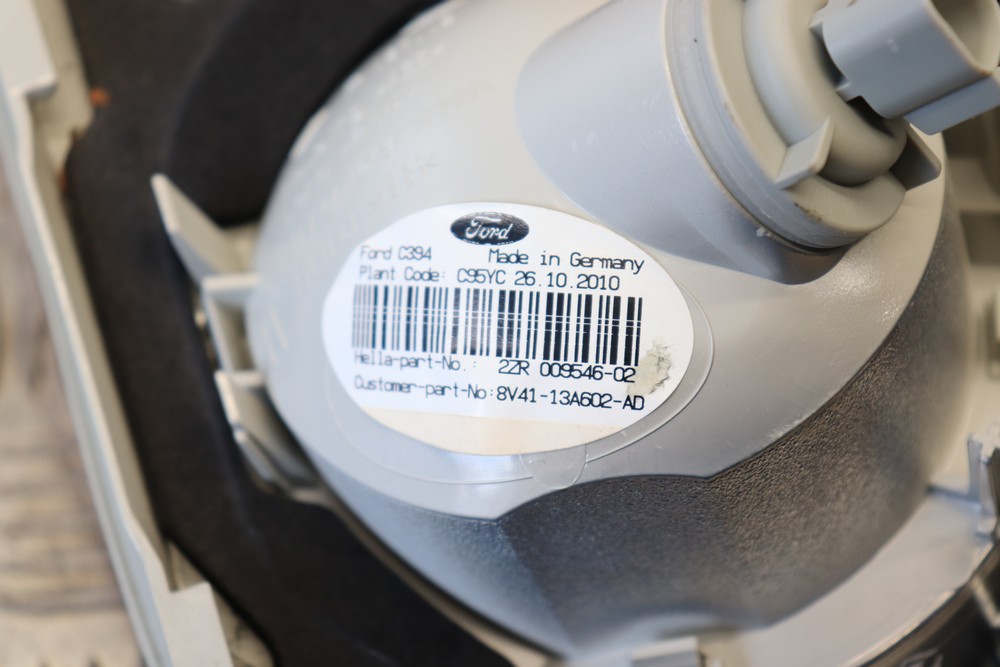 Ford
Ford C394 Made in Germany
Plant Code: C95YC 26.10.2010
Hella-part-No.: 2ZR 009546-02
Customer-part-No:8V41-13A602-AD